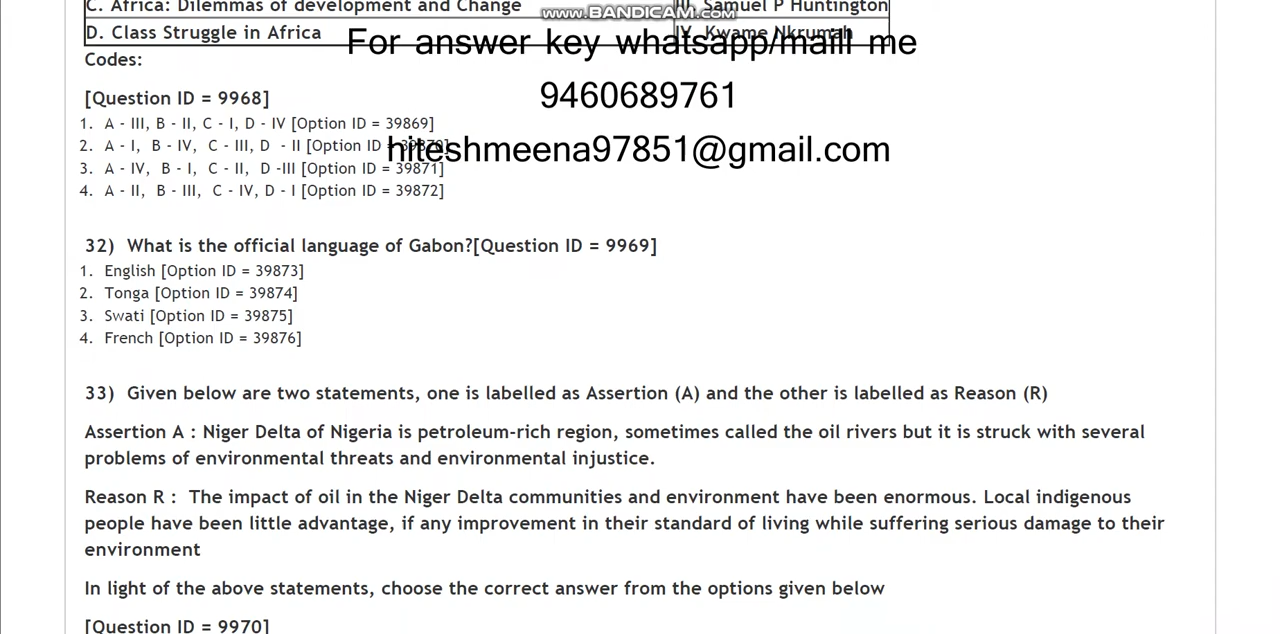 C. Africa: Dilemmas of development and Change
III. Samuel P Huntington
www.BANDICAM.com
D. Class Struggle in Africa
IV. Kwame Nkrumah
For answer key whatsapp/maill me
9460689761
hiteshmeena97851@gmail.com
Codes:
[Question ID = 9968]
1. A - III, B - II, C - I, D - IV [Option ID = 39869]
2. A - I, B - IV, C - III, D - II [Option ID = 39870]
3. A - IV, B - I, C - II, D -III [Option ID = 39871]
4. A - II, B - III, C - IV, D - I [Option ID = 39872]
32) What is the official language of Gabon?[Question ID = 9969]
1. English [Option ID = 39873]
2. Tonga [Option ID = 39874]
3. Swati [Option ID = 39875]
4. French [Option ID = 39876]
33) Given below are two statements, one is labelled as Assertion (A) and the other is labelled as Reason (R)
Assertion A : Niger Delta of Nigeria is petroleum-rich region, sometimes called the oil rivers but it is struck with several
problems of environmental threats and environmental injustice.
Reason R : The impact of oil in the Niger Delta communities and environment have been enormous. Local indigenous
people have been little advantage, if any improvement in their standard of living while suffering serious damage to their
environment
In light of the above statements, choose the correct answer from the options given below
[Question ID = 9970]